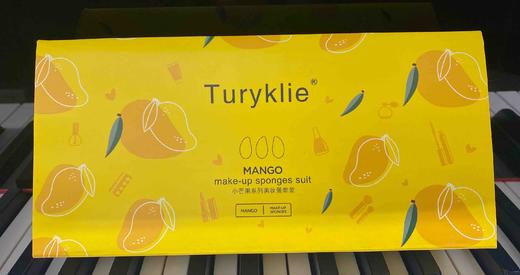 Turyklie®
MANGO
make-up sponges suit
小芒果系列美妆蛋套盒
MANGO MAKE-UP
SPONGES